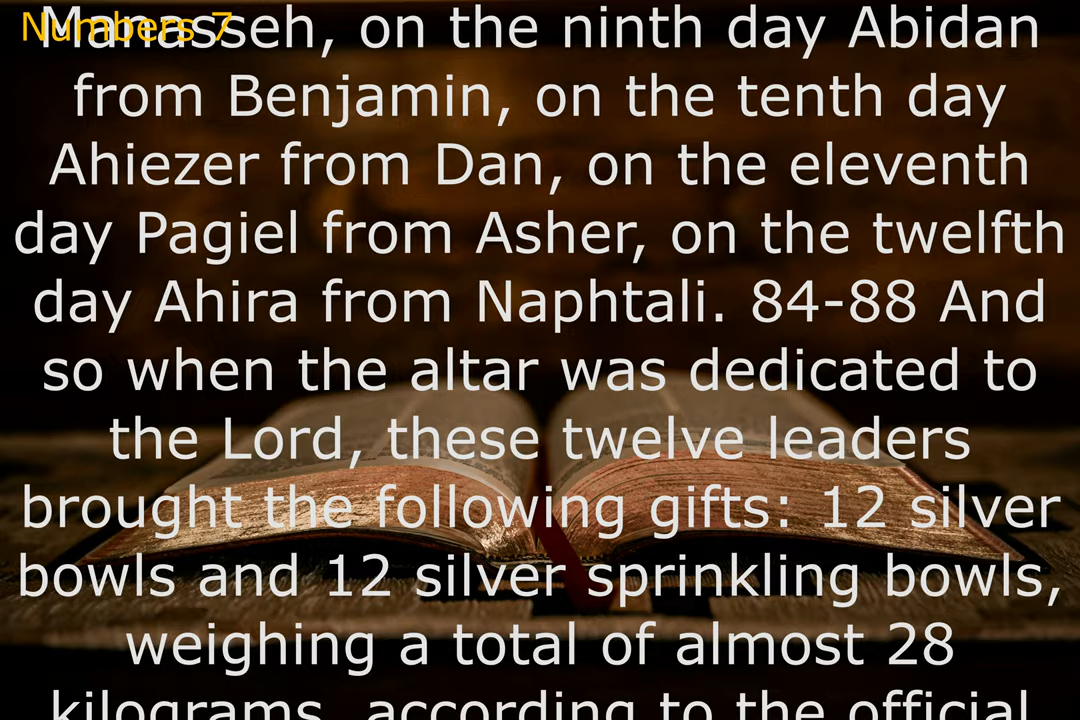 Numbers 7
Manasseh, on the ninth day Abidan
from Benjamin, on the tenth day
Ahiezer from Dan, on the eleventh
day Pagiel from Asher, on the twelfth
day Ahira from Naphtali. 84-88 And
so when the altar was dedicated to
the Lord, these twelve leaders
brought the following gifts: 12 silver
bowls and 12 silver sprinkling bowls,
weighing a total of almost 28
kilograms, according to the official